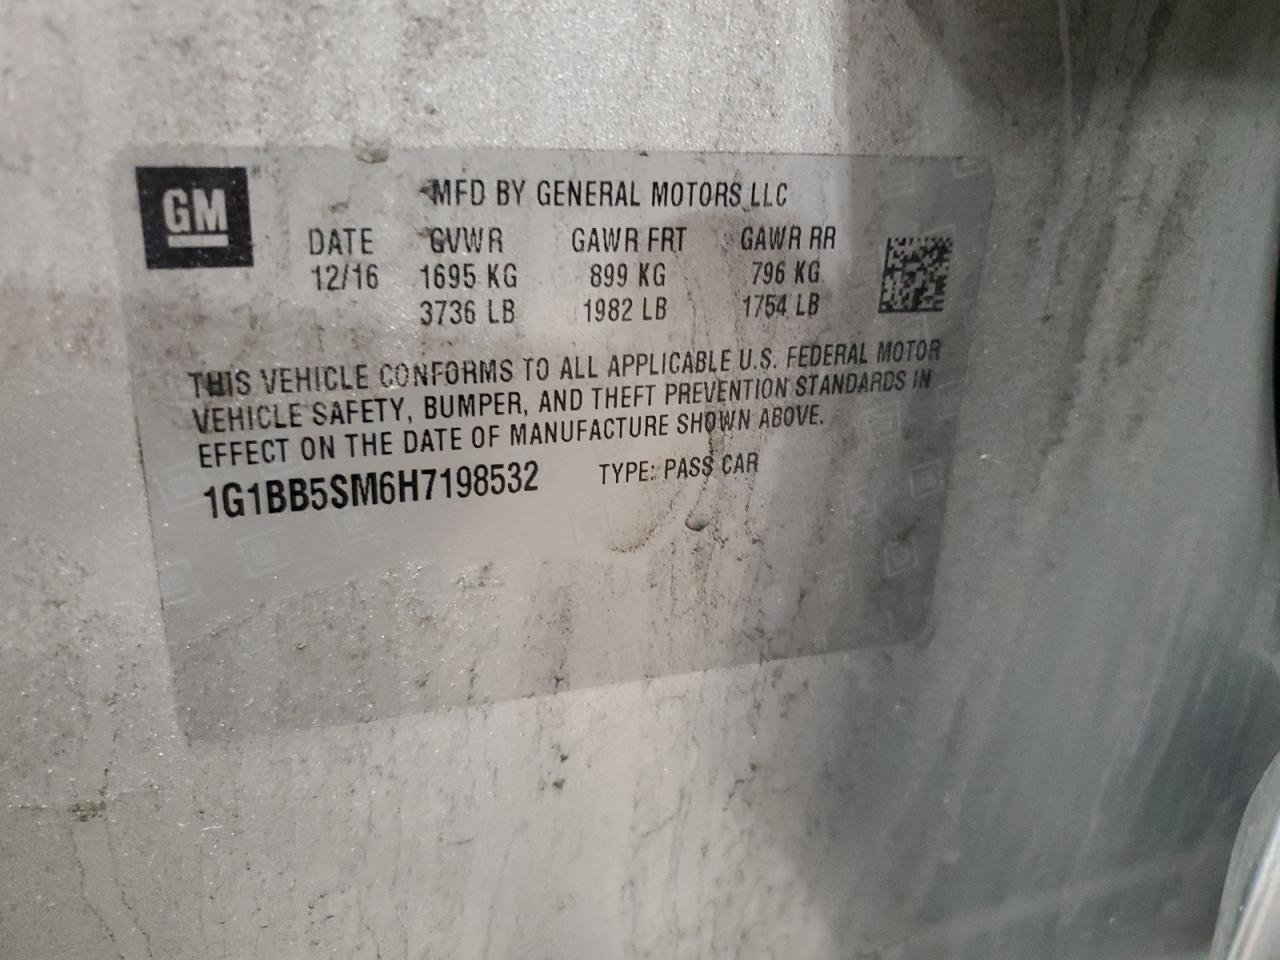 GM
MFD BY GENERAL MOTORS LLC
DATE GVWR GAWR FRT GAWR RR
12/16 1695 KG 899 KG 796 KG
3736 LB 1982 LB 1754 LB
THIS VEHICLE CONFORMS TO ALL APPLICABLE U.S. FEDERAL MOTOR
VEHICLE SAFETY, BUMPER, AND THEFT PREVENTION STANDARDS IN
EFFECT ON THE DATE OF MANUFACTURE SHOWN ABOVE.
1G1BB5SM6H7198532 TYPE: PASS CAR